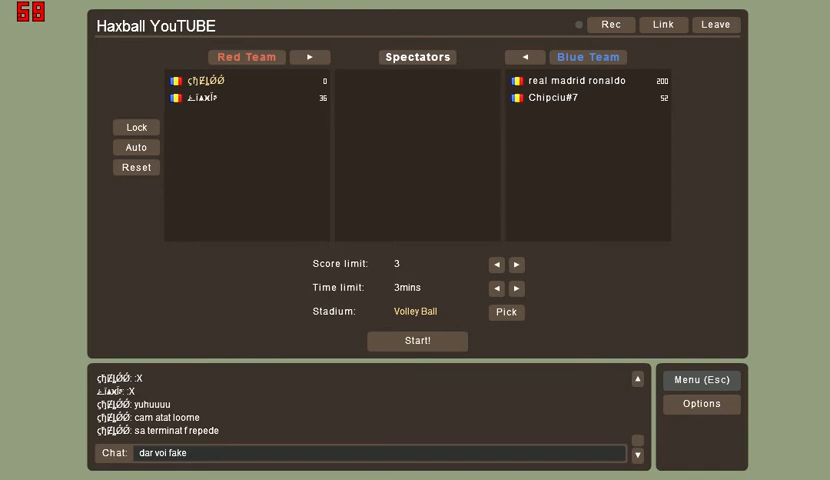 68
Haxball YouTUBE
Rec
Link
Leave
Red Team
Spectators
Blue Team
0
36
real madrid ronaldo 200
Chipciu#7 52
Lock
Auto
Reset
Score limit: 3
Time limit: 3mins
Stadium: Volley Ball
Pick
Start!
:X
:X
yuhuuuu
cam atat loome
sa terminat f repede
Chat: dar voi fake
Menu (Esc)
Options